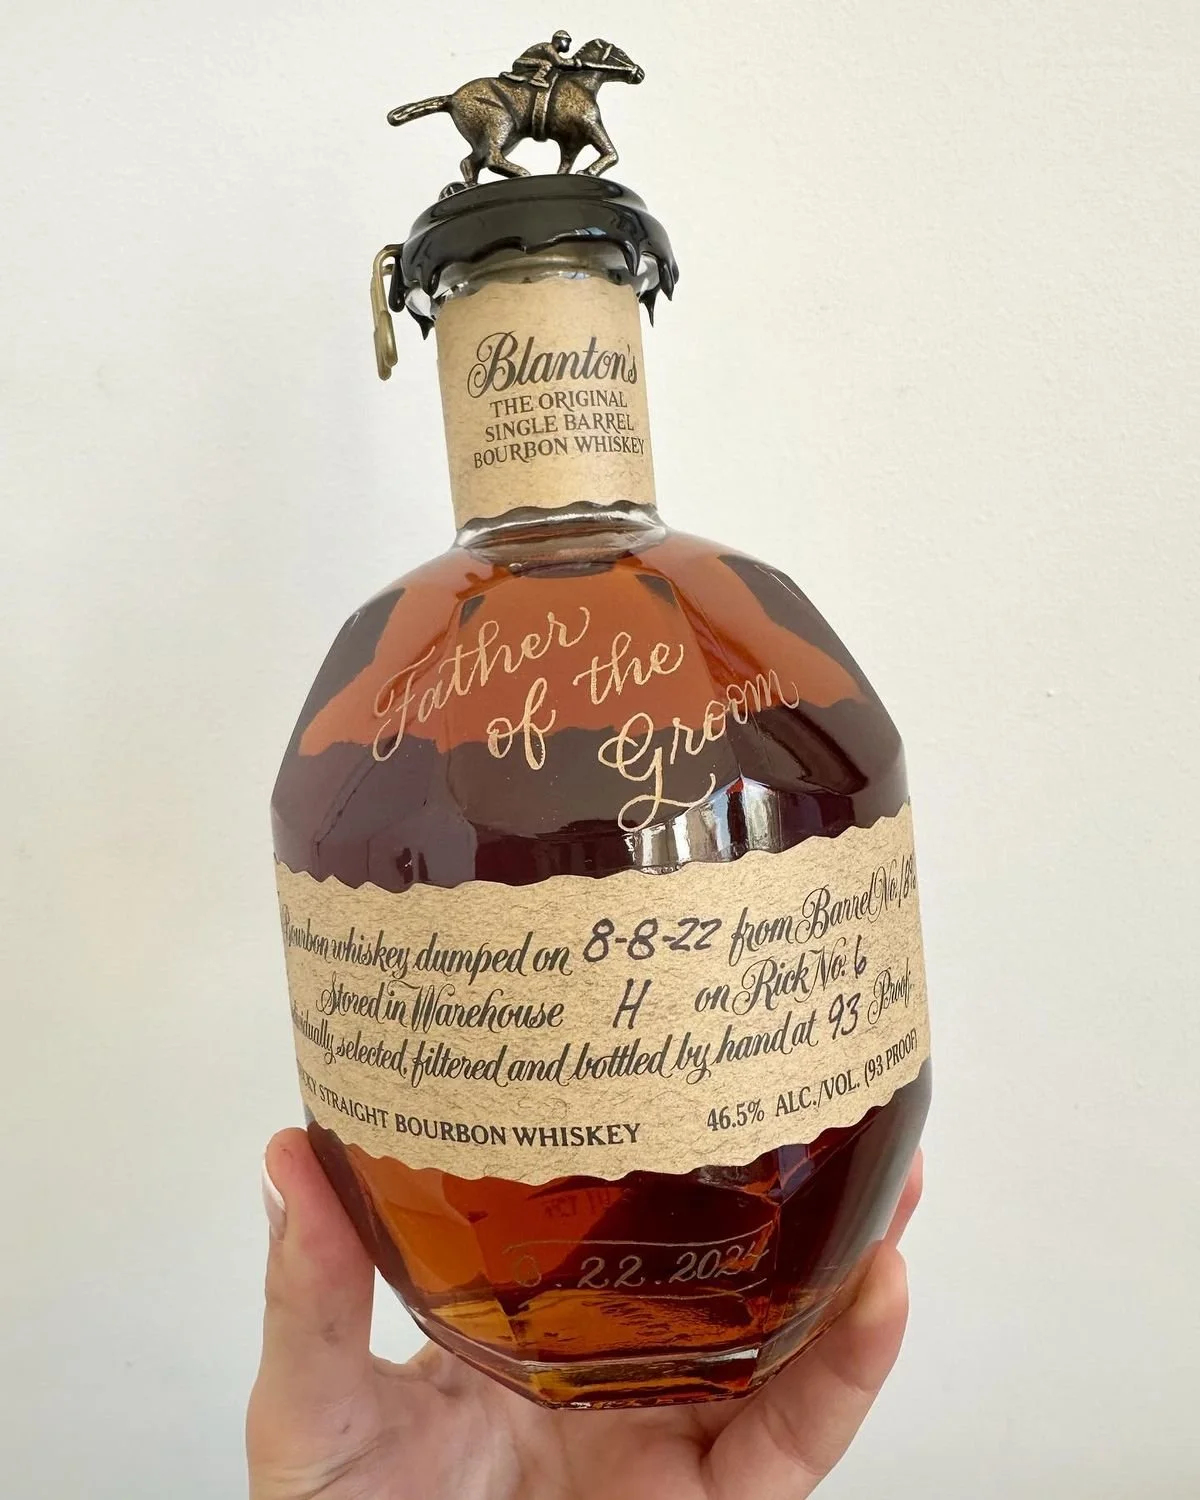 Blanton's
THE ORIGINAL
SINGLE BARREL
BOURBON WHISKEY
Father
of the
Groom
Bourbon whiskey dumped on 8-8-22 from Barrel No.
Stored in Warehouse H on Rick No. 6
selected, filtered and bottled by hand at 93 Proof.
STRAIGHT BOURBON WHISKEY 46.5% ALC./VOL. (93 PROOF)
.22.2024